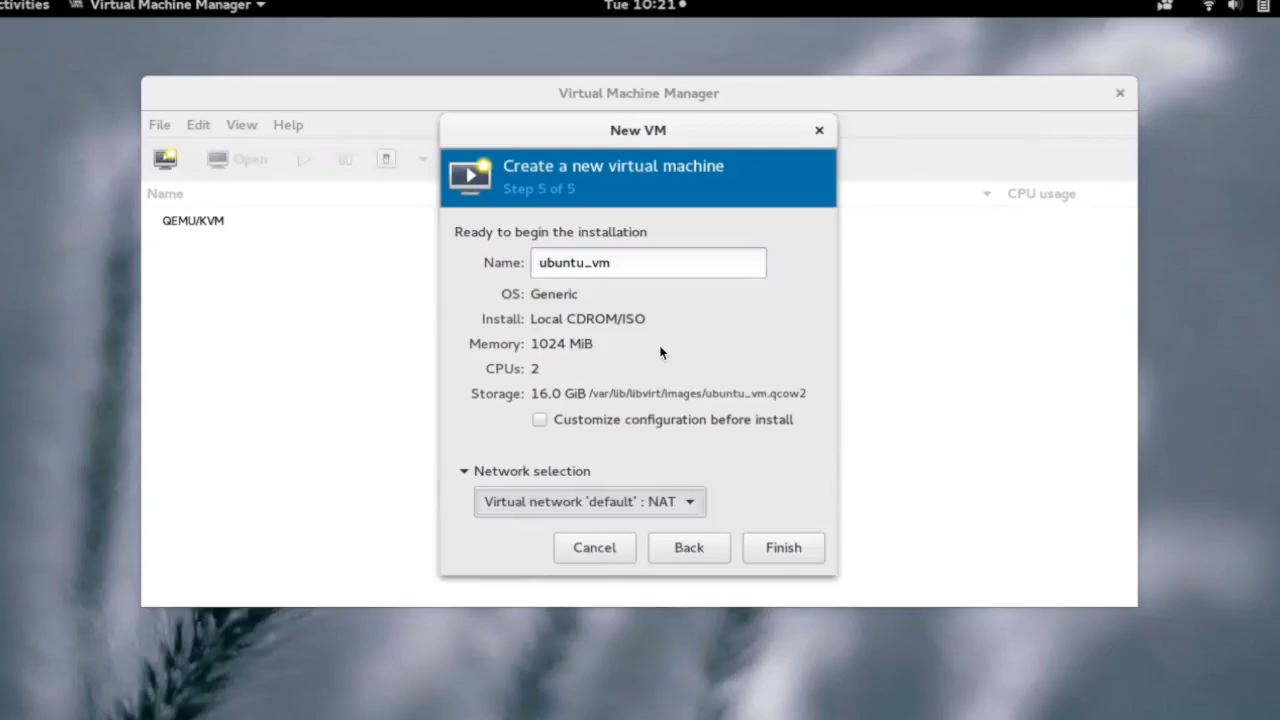 ctivities Virtual Machine Manager Tue 10:21
Virtual Machine Manager
File Edit View Help
New VM
Open
Create a new virtual machine
Step 5 of 5
Name CPU usage
QEMU/KVM
Ready to begin the installation
Name: ubuntu_vm
OS: Generic
Install: Local CDROM/ISO
Memory: 1024 MiB
CPUs: 2
Storage: 16.0 GiB /var/lib/libvirt/images/ubuntu_vm.qcow2
Customize configuration before install
Network selection
Virtual network 'default' : NAT
Cancel Back Finish